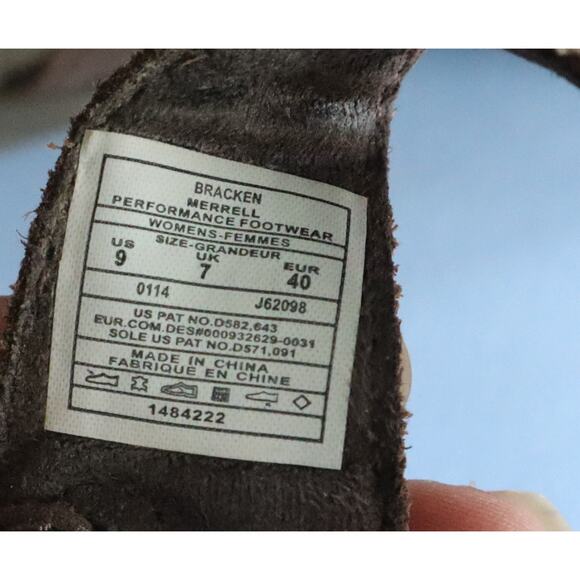 BRACKEN
MERRELL
PERFORMANCE FOOTWEAR
WOMENS-FEMMES
SIZE-GRANDEUR
US UK EUR
9 7 40
0114 J62098
US PAT NO.D582,643
EUR.COM.DES#000932629-0031
SOLE US PAT NO.D571,091
MADE IN CHINA
FABRIQUE EN CHINE
1484222